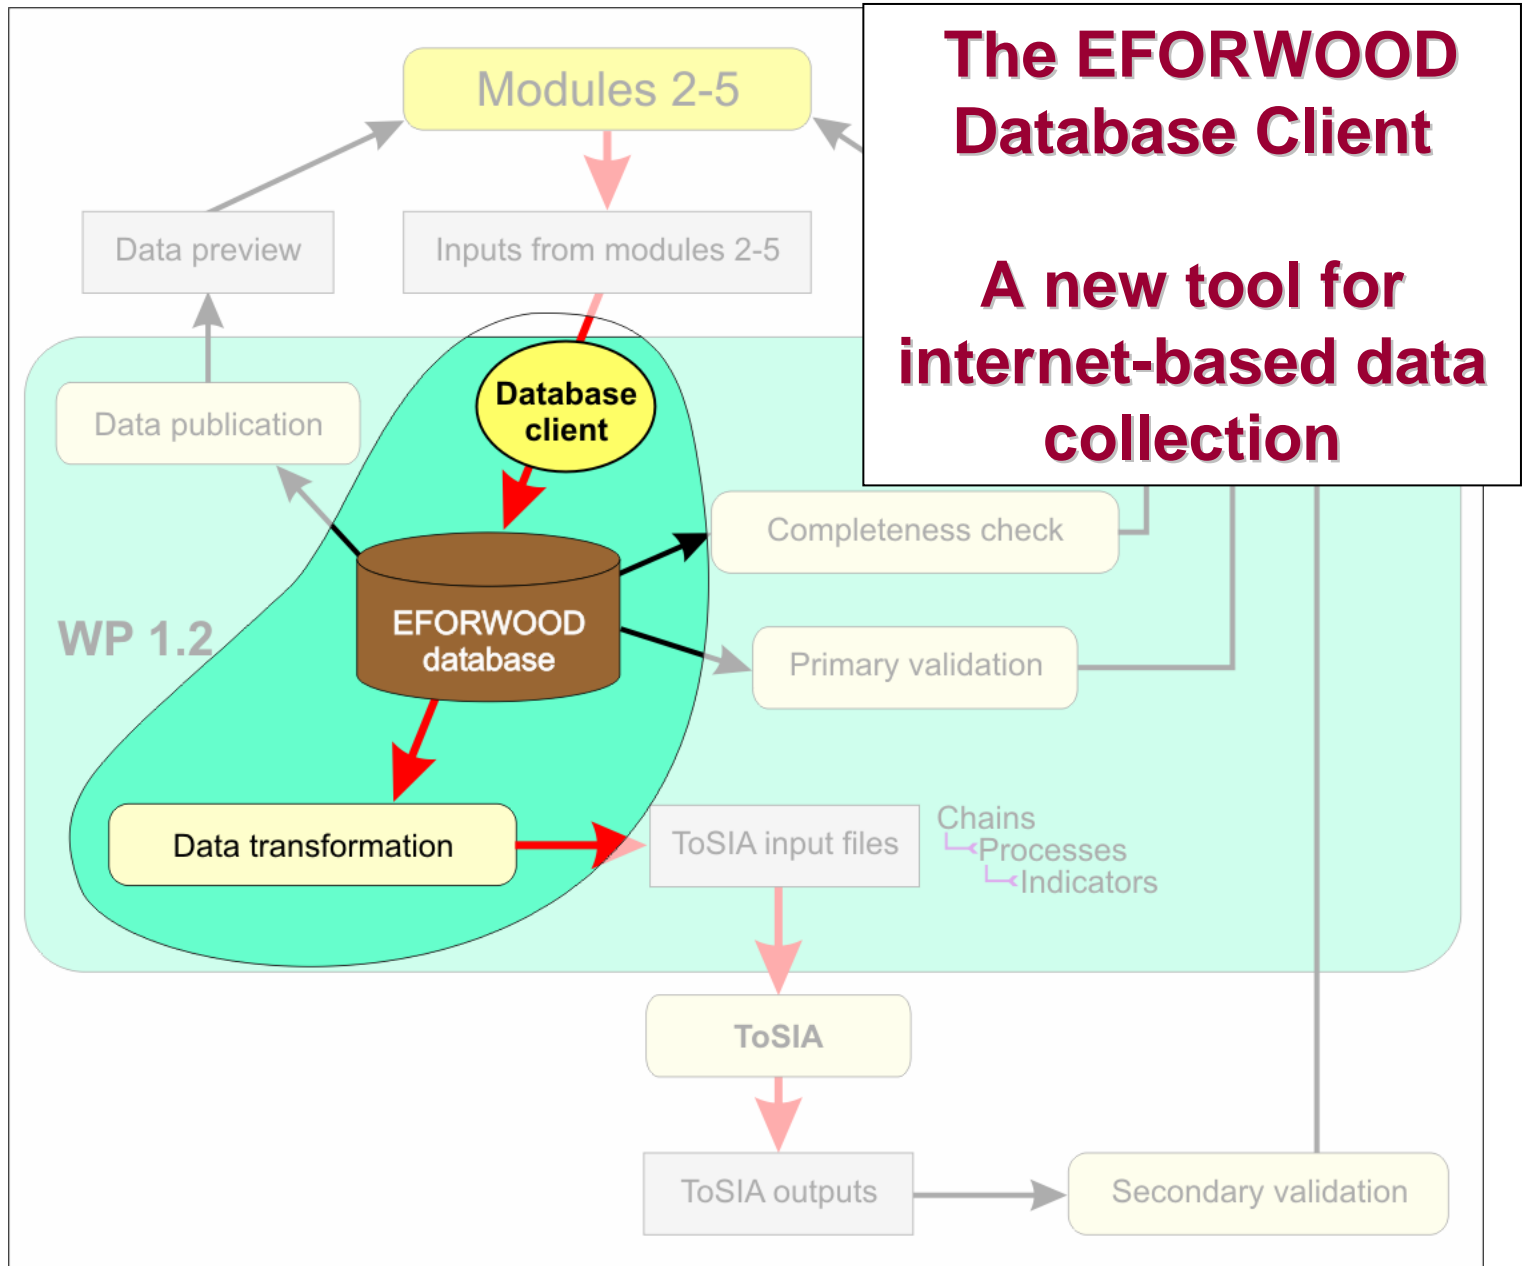 The EFORWOOD
Database Client
A new tool for
internet-based data
collection
Modules 2-5
Data preview
Inputs from modules 2-5
Database
client
Data publication
Completeness check
EFORWOOD
database
WP 1.2
Primary validation
Data transformation
ToSIA input files
Chains
Processes
Indicators
ToSIA
ToSIA outputs
Secondary validation